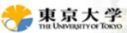 東京大学
THE UNIVERSITY OF TOKYO